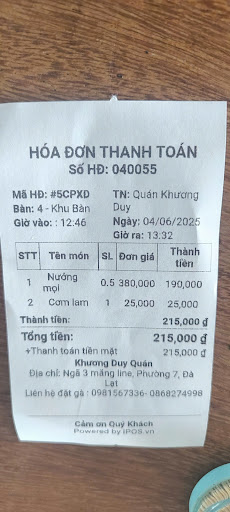 HÓA ĐƠN THANH TOÁN
Số HĐ: 040055
Mã HĐ: #5CPXD TN: Quán Khương Duy
Bàn: 4 - Khu Bàn Ngày: 04/06/2025
Giờ vào: : 12:46 Giờ ra: 13:32
STT Tên món SL Đơn giá Thành tiền
1 Nướng mọi 0.5 380,000 190,000
2 Cơm lam 1 25,000 25,000
Thành tiền: 215,000 đ
Tổng tiền: 215,000 đ
+Thanh toán tiền mặt 215,000 đ
Khương Duy Quán
Địa chỉ: Ngã 3 măng line, Phường 7, Đà
Lạt
Liên hệ đặt gà : 0981567336- 0868274998
Cảm ơn Quý Khách
Powered by iPOS.vn